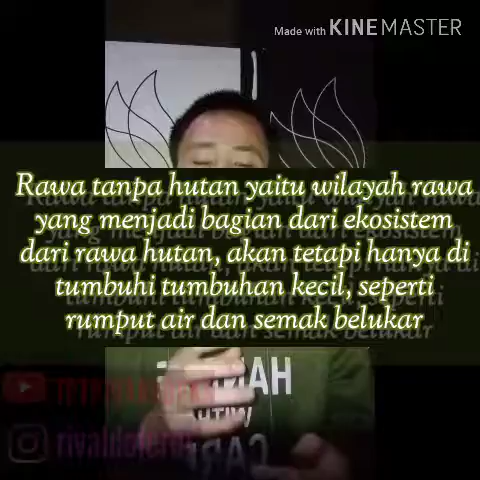 Made with KINEMASTER
Rawa tanpa hutan yaitu wilayah rawa
yang menjadi bagian dari ekosistem
dari rawa hutan, akan tetapi hanya di
tumbuhi tumbuhan kecil, seperti
rumput air dan semak belukar